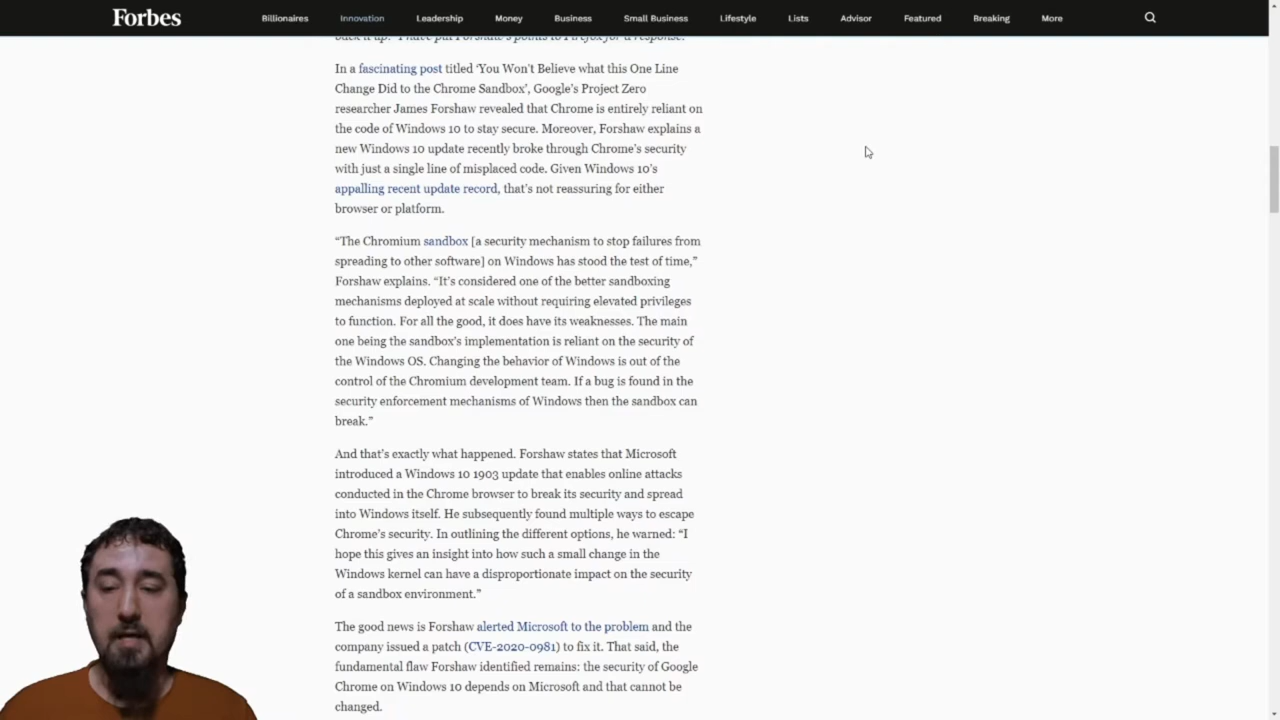 Forbes
Billionaires Innovation Leadership Money Business Small Business Lifestyle Lists Advisor Featured Breaking More
In a fascinating post titled ‘You Won’t Believe what this One Line
Change Did to the Chrome Sandbox’, Google’s Project Zero
researcher James Forshaw revealed that Chrome is entirely reliant on
the code of Windows 10 to stay secure. Moreover, Forshaw explains a
new Windows 10 update recently broke through Chrome’s security
with just a single line of misplaced code. Given Windows 10’s
appalling recent update record, that’s not reassuring for either
browser or platform.
“The Chromium sandbox [a security mechanism to stop failures from
spreading to other software] on Windows has stood the test of time,”
Forshaw explains. “It’s considered one of the better sandboxing
mechanisms deployed at scale without requiring elevated privileges
to function. For all the good, it does have its weaknesses. The main
one being the sandbox’s implementation is reliant on the security of
the Windows OS. Changing the behavior of Windows is out of the
control of the Chromium development team. If a bug is found in the
security enforcement mechanisms of Windows then the sandbox can
break.”
And that’s exactly what happened. Forshaw states that Microsoft
introduced a Windows 10 1903 update that enables online attacks
conducted in the Chrome browser to break its security and spread
into Windows itself. He subsequently found multiple ways to escape
Chrome’s security. In outlining the different options, he warned: “I
hope this gives an insight into how such a small change in the
Windows kernel can have a disproportionate impact on the security
of a sandbox environment.”
The good news is Forshaw alerted Microsoft to the problem and the
company issued a patch (CVE-2020-0981) to fix it. That said, the
fundamental flaw Forshaw identified remains: the security of Google
Chrome on Windows 10 depends on Microsoft and that cannot be
changed.